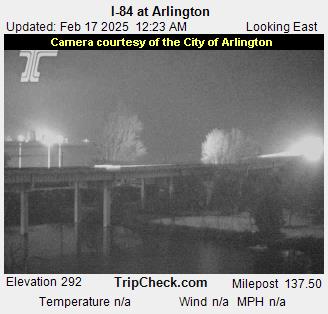 I-84 at Arlington
Updated: Feb 17 2025 12:23 AM Looking East
Camera courtesy of the City of Arlington
Elevation 292 TripCheck.com Milepost 137.50
Temperature n/a Wind n/a MPH n/a